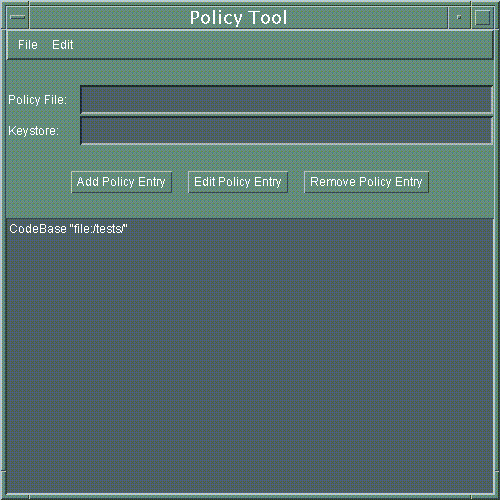 Policy Tool
File Edit
Policy File:
Keystore:
Add Policy Entry Edit Policy Entry Remove Policy Entry
CodeBase "file:/tests/"